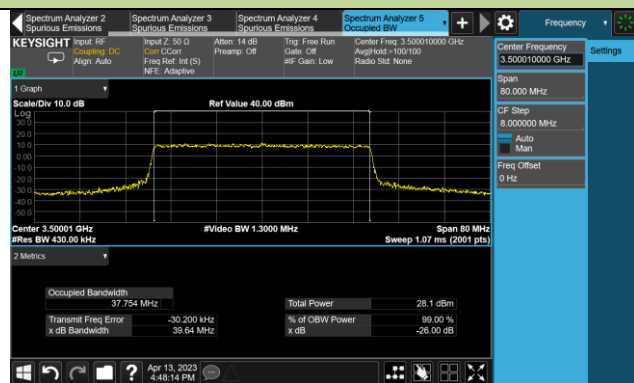 Spectrum Analyzer 2
Spurious Emissions
Spectrum Analyzer 3
Spurious Emissions
Spectrum Analyzer 4
Spurious Emissions
Spectrum Analyzer 5
Occupied BW
Frequency
KEYSIGHT
Input: RF
Coupling: DC
Align: Auto
Input Z: 50 Ω
Corr CCorr
Freq Ref: Int (S)
NFE: Adaptive
Atten: 14 dB
Preamp: Off
Trig: Free Run
Gate: Off
#IF Gain: Low
Center Freq: 3.500010000 GHz
Avg|Hold:>100/100
Radio Std: None
Center Frequency
3.500010000 GHz
Settings
Span
80.000 MHz
CF Step
8.000000 MHz
Auto
Man
Freq Offset
0 Hz
1 Graph
Scale/Div 10.0 dB
Ref Value 40.00 dBm
Log
30.0
20.0
10.0
0.00
-10.0
-20.0
-30.0
-40.0
-50.0
Center 3.50001 GHz
#Video BW 1.3000 MHz
Span 80 MHz
#Res BW 430.00 kHz
Sweep 1.07 ms (2001 pts)
2 Metrics
Occupied Bandwidth
37.754 MHz
Total Power
28.1 dBm
Transmit Freq Error
-30.200 kHz
% of OBW Power
99.00 %
x dB Bandwidth
39.64 MHz
x dB
-26.00 dB
?
Apr 13, 2023
4:48:14 PM